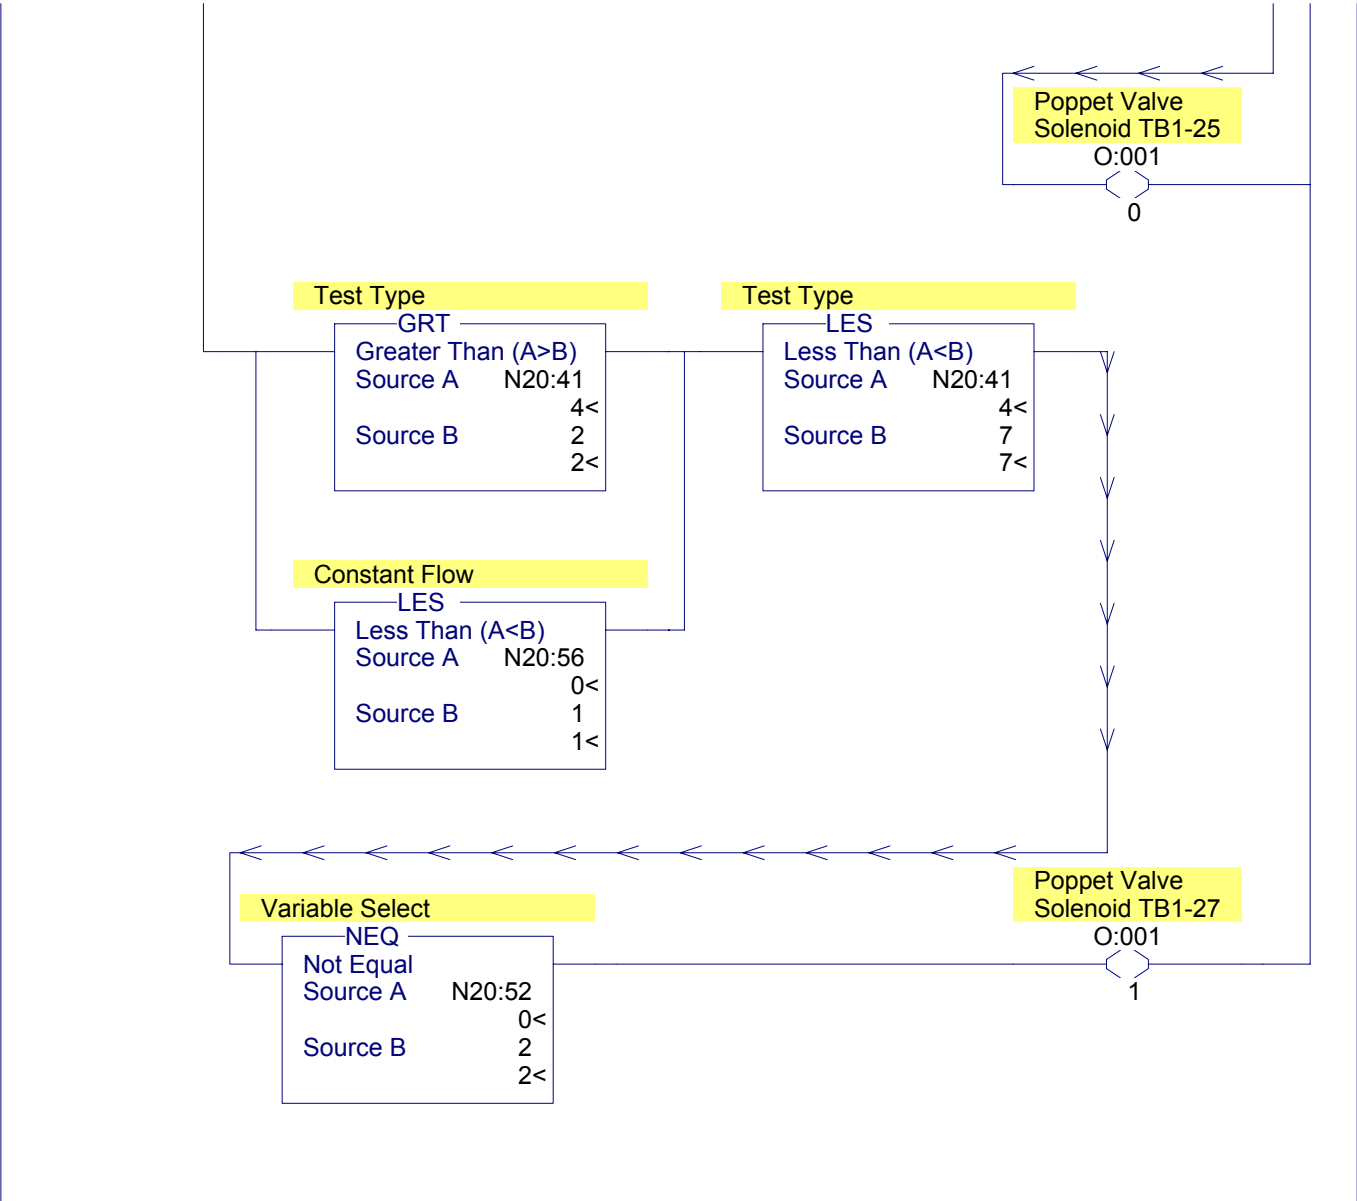 Poppet Valve
Solenoid TB1-25
O:001
0
Test Type
GRT
Greater Than (A>B)
Source A N20:41
4<
Source B 2
2<
Test Type
LES
Less Than (A<B)
Source A N20:41
4<
Source B 7
7<
Constant Flow
LES
Less Than (A<B)
Source A N20:56
0<
Source B 1
1<
Variable Select
NEQ
Not Equal
Source A N20:52
0<
Source B 2
2<
Poppet Valve
Solenoid TB1-27
O:001
1